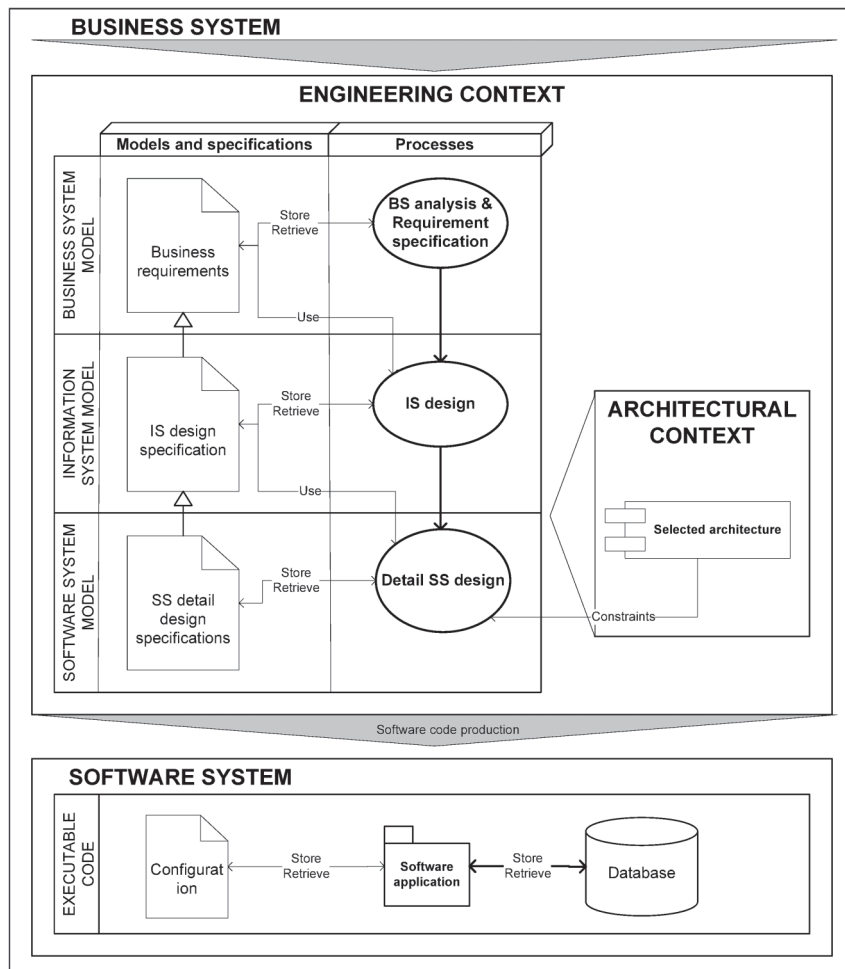 BUSINESS SYSTEM
ENGINEERING CONTEXT
Models and specifications
Processes
BUSINESS SYSTEM
MODEL
Business
requirements
Store
Retrieve
BS analysis &
Requirement
specification
Use
INFORMATION
SYSTEM MODEL
IS design
specification
Store
Retrieve
IS design
Use
ARCHITECTURAL
CONTEXT
Selected architecture
SOFTWARE SYSTEM
MODEL
SS detail
design
specifications
Store
Retrieve
Detail SS design
Constraints
Software code production
SOFTWARE SYSTEM
EXECUTABLE
CODE
Configurat
ion
Store
Retrieve
Software
application
Store
Retrieve
Database